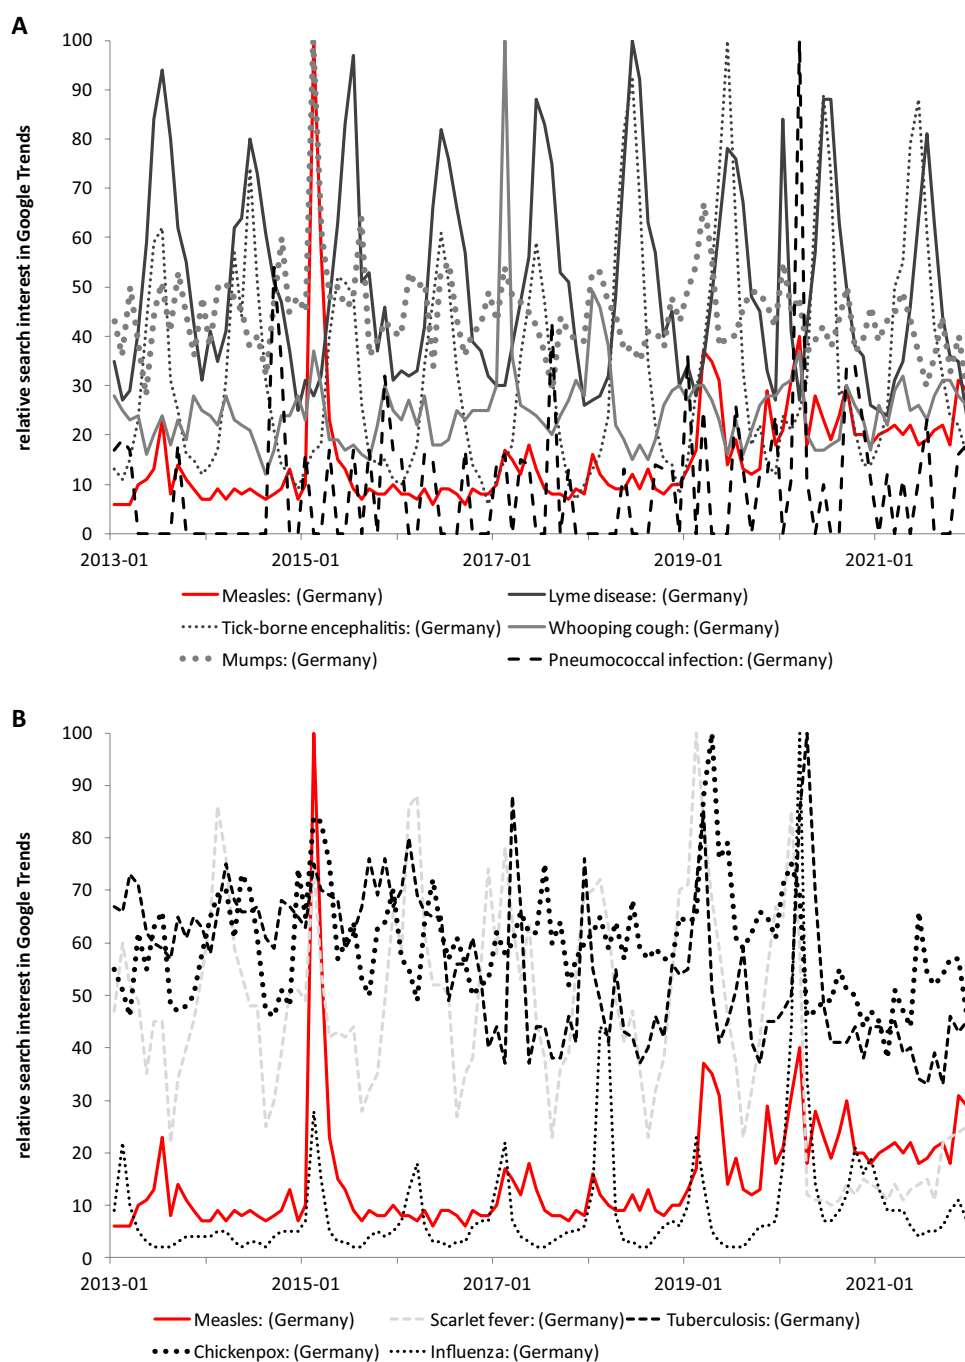 A
relative search interest in Google Trends
100
90
80
70
60
50
40
30
20
10
0
2013-01 2015-01 2017-01 2019-01 2021-01
Measles: (Germany) Lyme disease: (Germany)
Tick-borne encephalitis: (Germany) Whooping cough: (Germany)
Mumps: (Germany) Pneumococcal infection: (Germany)
B
relative search interest in Google Trends
100
90
80
70
60
50
40
30
20
10
0
2013-01 2015-01 2017-01 2019-01 2021-01
Measles: (Germany) Scarlet fever: (Germany) Tuberculosis: (Germany)
Chickenpox: (Germany) Influenza: (Germany)